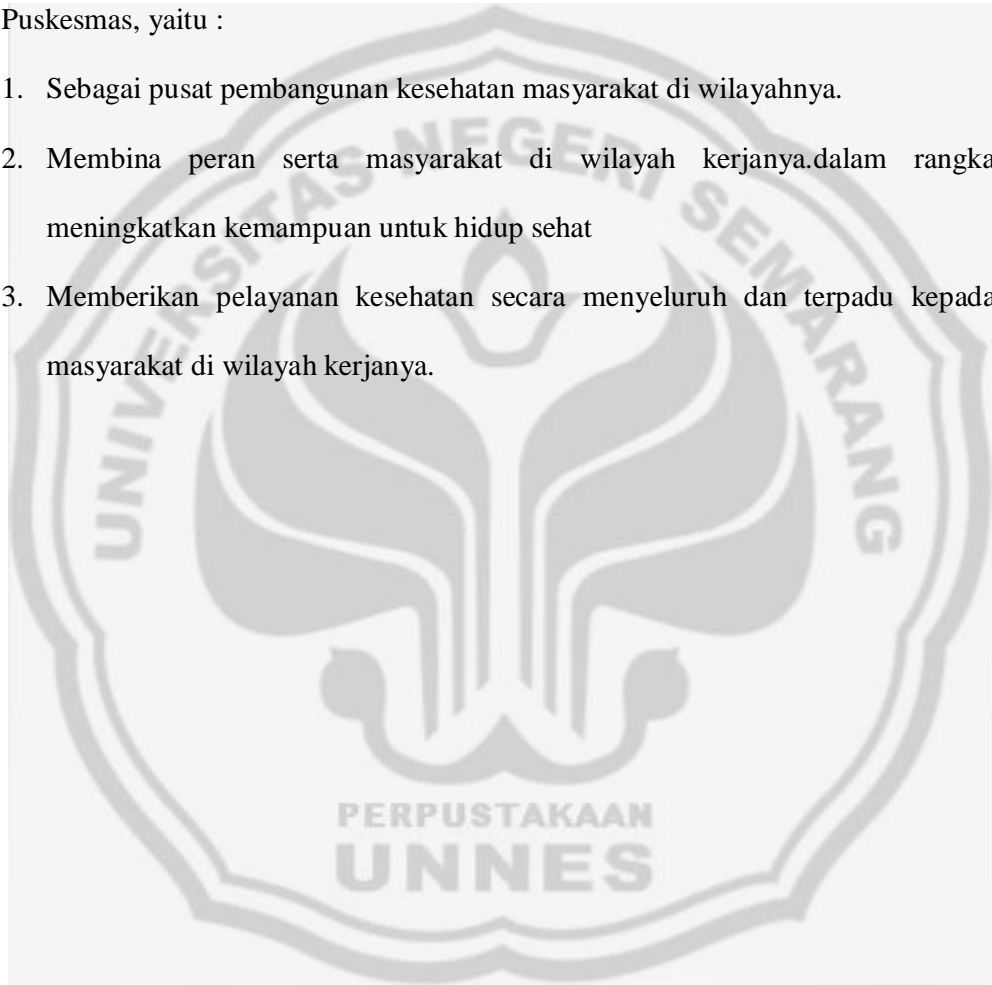 Puskesmas, yaitu :
1. Sebagai pusat pembangunan kesehatan masyarakat di wilayahnya.
2. Membina peran serta masyarakat di wilayah kerjanya.dalam rangka
meningkatkan kemampuan untuk hidup sehat
3. Memberikan pelayanan kesehatan secara menyeluruh dan terpadu kepada
masyarakat di wilayah kerjanya.
UNIVERSITAS NEGERI SEMARANG
PERPUSTAKAAN
UNNES